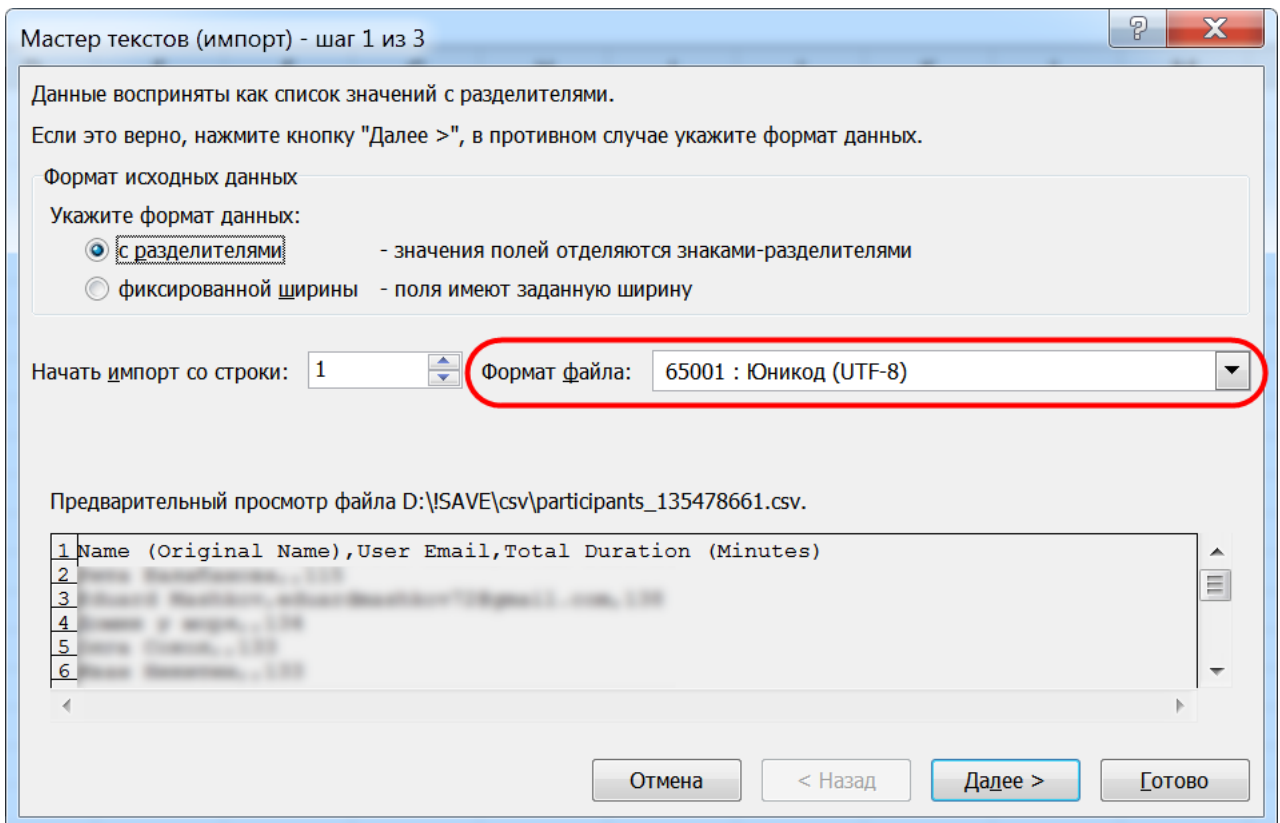 Мастер текстов (импорт) - шаг 1 из 3
Данные восприняты как список значений с разделителями.
Если это верно, нажмите кнопку "Далее >", в противном случае укажите формат данных.
Формат исходных данных
Укажите формат данных:
с разделителями - значения полей отделяются знаками-разделителями
фиксированной ширины - поля имеют заданную ширину
Начать импорт со строки: 1 Формат файла: 65001 : Юникод (UTF-8)
Предварительный просмотр файла D:\!SAVE\csv\participants_135478661.csv.
1 Name (Original Name),User Email,Total Duration (Minutes)
2
3
4
5
6
Отмена < Назад Далее > Готово